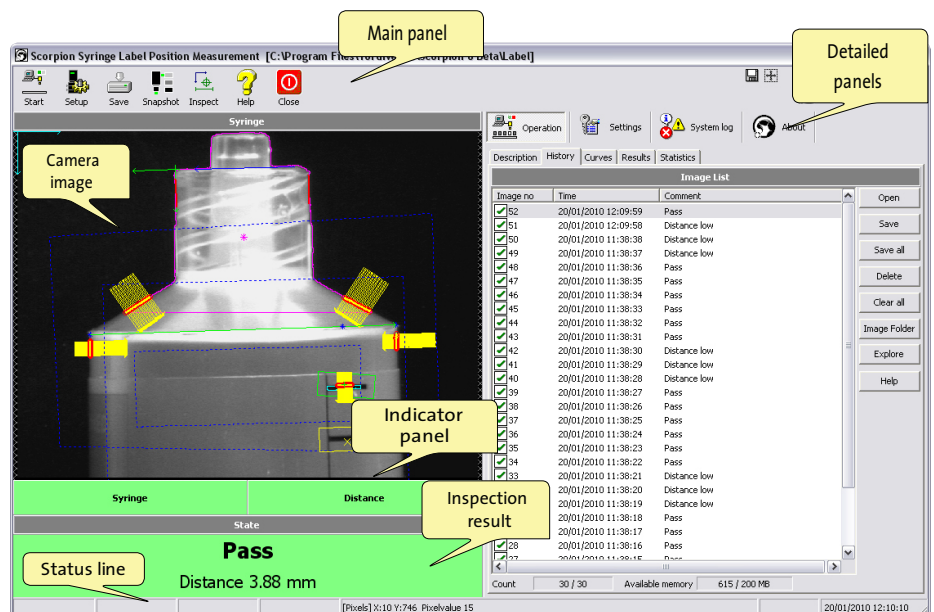 Main panel
Detailed
panels
Scorpion Syringe Label Position Measurement [C:\Program Files
Label]
Start
Setup
Save
Snapshot
Inspect
Help
Close
Syringe
Camera
image
Operation
Settings
System log
About
Description
History
Curves
Results
Statistics
Image List
Image no Time Comment
52 20/01/2010 12:09:59 Pass
51 20/01/2010 12:09:58 Distance low
50 20/01/2010 11:38:38 Distance low
49 20/01/2010 11:38:37 Distance low
48 20/01/2010 11:38:36 Pass
47 20/01/2010 11:38:35 Pass
46 20/01/2010 11:38:34 Pass
45 20/01/2010 11:38:33 Pass
44 20/01/2010 11:38:32 Pass
43 20/01/2010 11:38:31 Pass
42 20/01/2010 11:38:30 Distance low
41 20/01/2010 11:38:29 Distance low
40 20/01/2010 11:38:28 Distance low
39 20/01/2010 11:38:27 Pass
38 20/01/2010 11:38:26 Pass
37 20/01/2010 11:38:25 Pass
36 20/01/2010 11:38:24 Pass
35 20/01/2010 11:38:23 Pass
34 20/01/2010 11:38:22 Pass
33 20/01/2010 11:38:21 Distance low
20/01/2010 11:38:20 Distance low
20/01/2010 11:38:19 Distance low
20/01/2010 11:38:18 Pass
20/01/2010 11:38:17 Pass
28 20/01/2010 11:38:16 Pass
27 20/01/2010 11:38:15 Pass
Open
Save
Save all
Delete
Clear all
Image Folder
Explore
Help
Count 30 / 30 Available memory 615 / 200 MB
Indicator
panel
Syringe
Distance
Inspection
result
State
Pass
Distance 3.88 mm
Status line
[Pixels] X:10 Y:746 Pixelvalue 15
20/01/2010 12:10:10